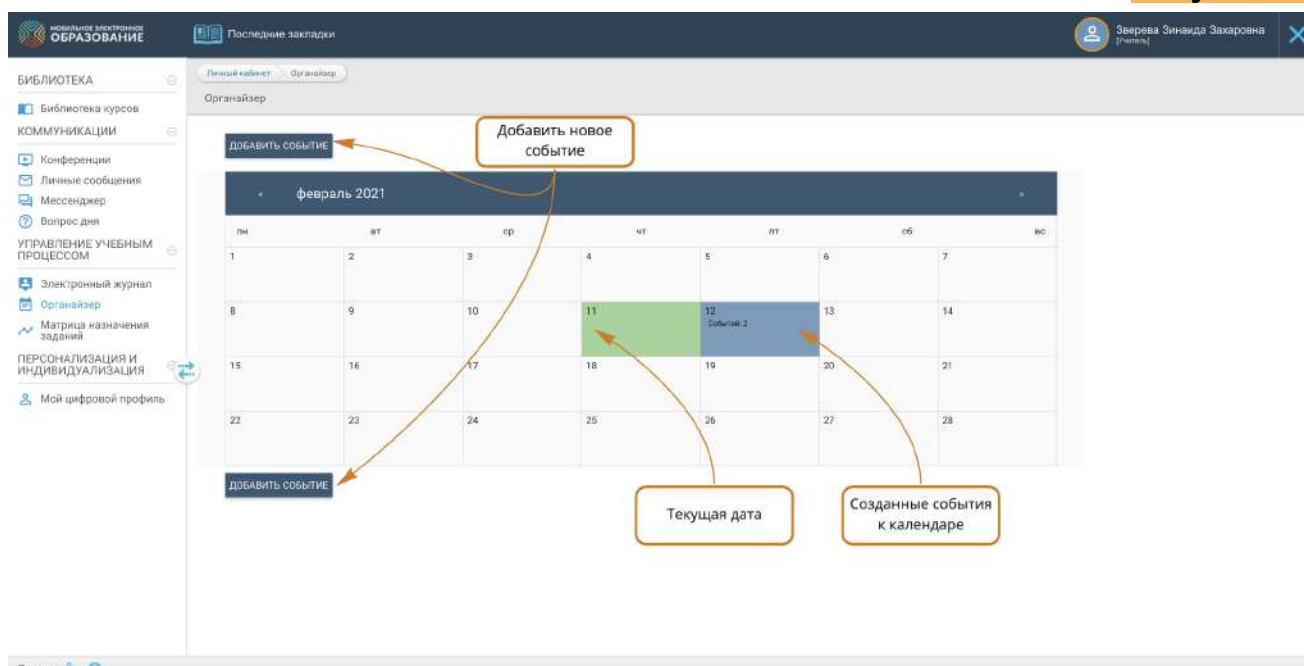 МОБИЛЬНОЕ ЭЛЕКТРОННОЕ
ОБРАЗОВАНИЕ
Последние закладки
Зверева Зинаида Захаровна
[Учитель]
БИБЛИОТЕКА
Библиотека курсов
КОММУНИКАЦИИ
Конференции
Личные сообщения
Мессенджер
Вопрос дня
УПРАВЛЕНИЕ УЧЕБНЫМ
ПРОЦЕССОМ
Электронный журнал
Органайзер
Матрица назначения
заданий
ПЕРСОНАЛИЗАЦИЯ И
ИНДИВИДУАЛИЗАЦИЯ
Мой цифровой профиль
Личный кабинет Органайзер
Органайзер
ДОБАВИТЬ СОБЫТИЕ
Добавить новое
событие
февраль 2021
пн вт ср чт пт сб вс
1 2 3 4 5 6 7
8 9 10 11 12 13 14
Событий: 2
15 16 17 18 19 20 21
22 23 24 25 26 27 28
ДОБАВИТЬ СОБЫТИЕ
Текущая дата
Созданные события
к календаре